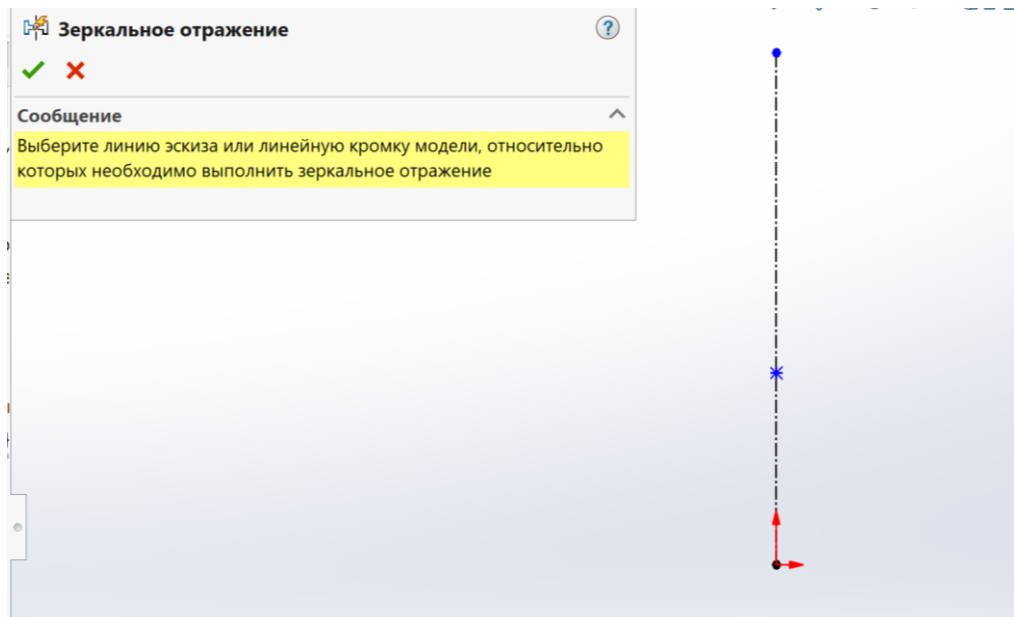 Зеркальное отражение
?
Сообщение
Выберите линию эскиза или линейную кромку модели, относительно
которых необходимо выполнить зеркальное отражение